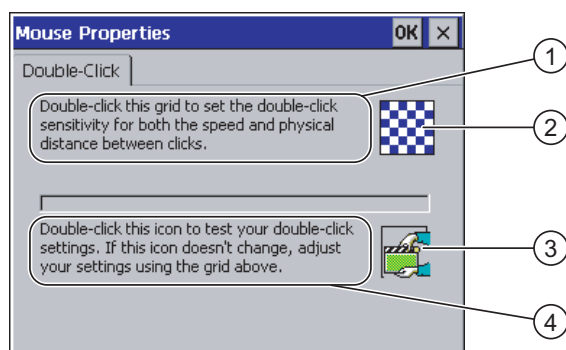 Mouse Properties OK ×
Double-Click
Double-click this grid to set the double-click
sensitivity for both the speed and physical
distance between clicks.
Double-click this icon to test your double-click
settings. If this icon doesn't change, adjust
your settings using the grid above.
1
2
3
4